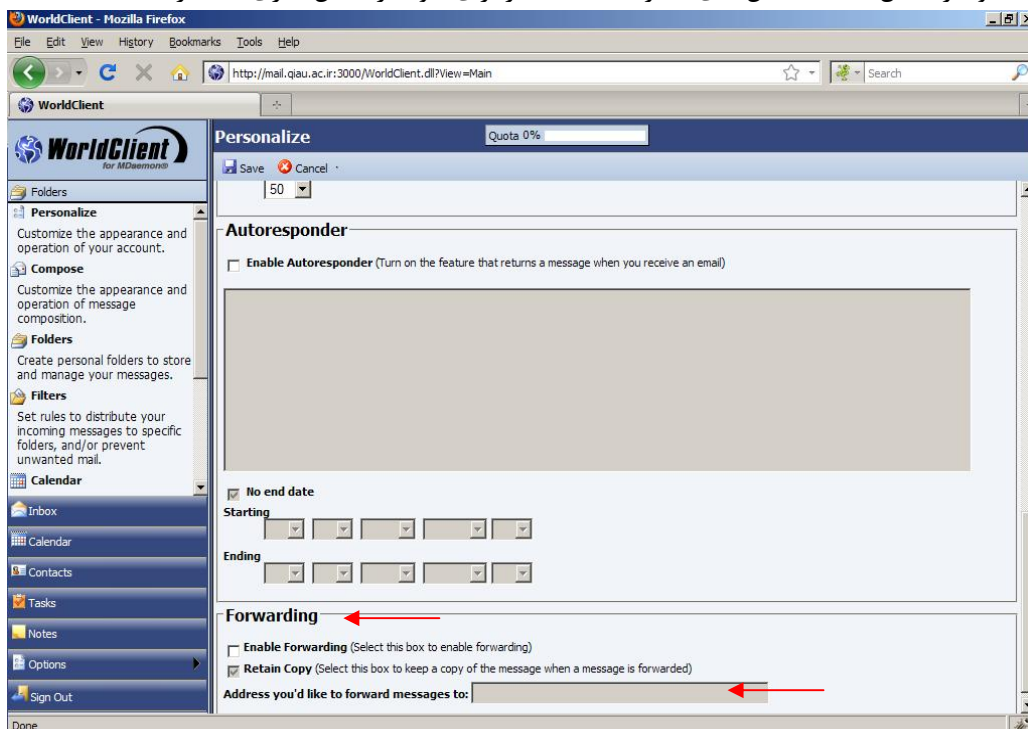 WorldClient - Mozilla Firefox
File Edit View History Bookmarks Tools Help
http://mail.qiau.ac.ir:3000/WorldClient.dll?View=Main
Search
WorldClient
WorldClient
for MDaemon®
Personalize
Quota 0%
Save Cancel
Folders
Personalize
Customize the appearance and
operation of your account.
Compose
Customize the appearance and
operation of message
composition.
Folders
Create personal folders to store
and manage your messages.
Filters
Set rules to distribute your
incoming messages to specific
folders, and/or prevent
unwanted mail.
Calendar
Inbox
Calendar
Contacts
Tasks
Notes
Options
Sign Out
50
Autoresponder
Enable Autoresponder (Turn on the feature that returns a message when you receive an email)
No end date
Starting
Ending
Forwarding
Enable Forwarding (Select this box to enable forwarding)
Retain Copy (Select this box to keep a copy of the message when a message is forwarded)
Address you'd like to forward messages to:
Done